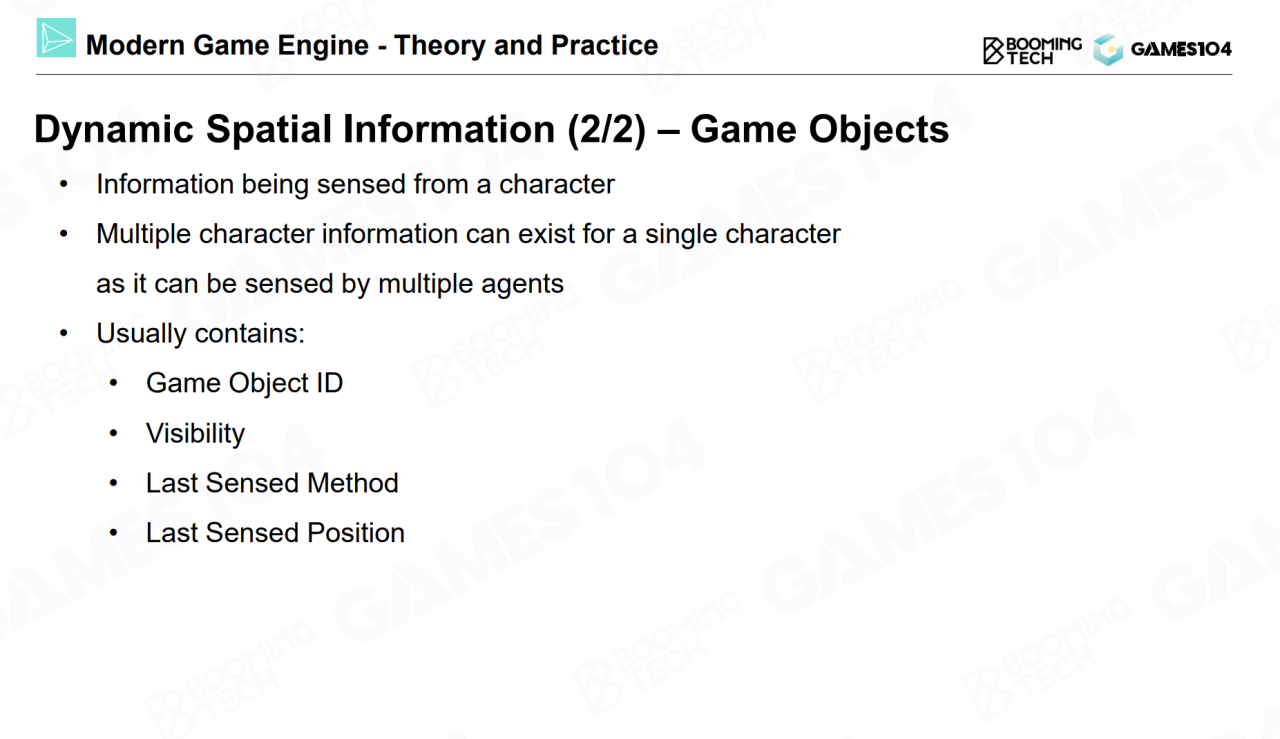 Modern Game Engine - Theory and Practice
BOOMING
TECH
GAMES104
Dynamic Spatial Information (2/2) – Game Objects
• Information being sensed from a character
• Multiple character information can exist for a single character
as it can be sensed by multiple agents
• Usually contains:
• Game Object ID
• Visibility
• Last Sensed Method
• Last Sensed Position